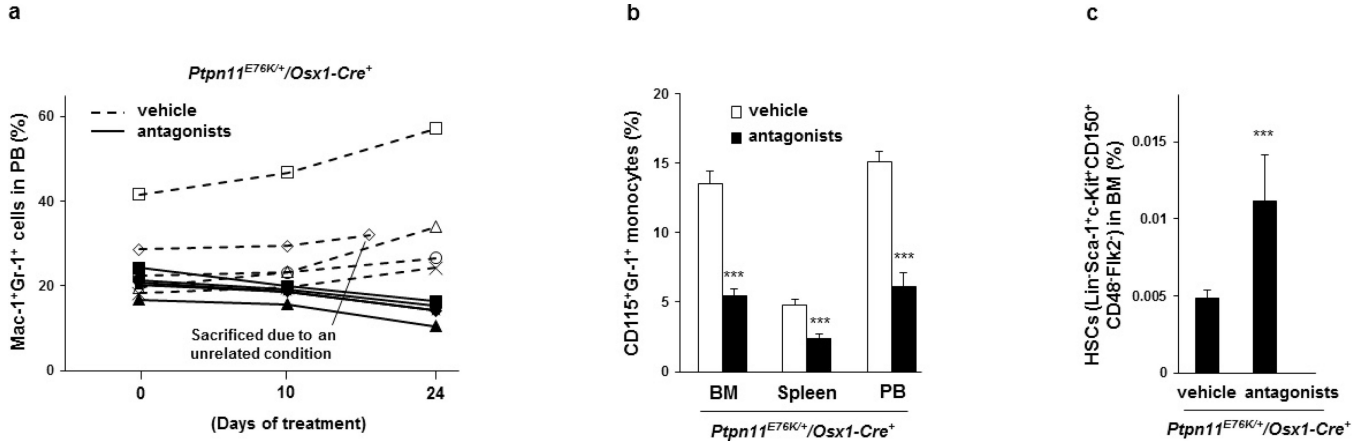 a
Ptpn11E76K/+/Osx1-Cre+
Mac-1+Gr-1+ cells in PB (%)
60
40
20
0
vehicle
antagonists
Sacrificed due to an
unrelated condition
0 10 24
(Days of treatment)
b
CD115+Gr-1+ monocytes (%)
20
15
10
5
0
vehicle
antagonists
***
***
***
BM Spleen PB
Ptpn11E76K/+/Osx1-Cre+
c
HSCs (Lin-Sca-1+c-Kit+CD150+
CD48-Flk2-) in BM (%)
0.015
0.01
0.005
0
***
vehicle antagonists
Ptpn11E76K/+/Osx1-Cre+